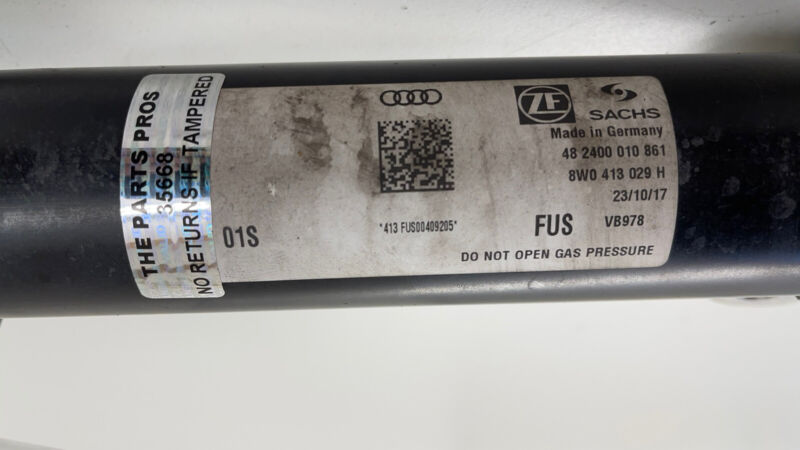 THE PARTS PROS
35668
NO RETURNS IF TAMPERED
ZF
SACHS
Made in Germany
48 2400 010 861
8W0 413 029 H
23/10/17
01S
*413 FUS00409205*
FUS
VB978
DO NOT OPEN GAS PRESSURE